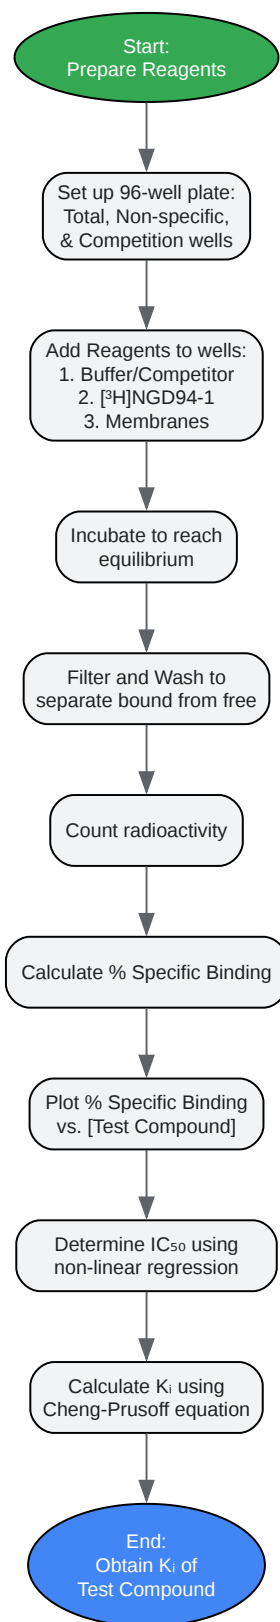 Start:
Prepare Reagents
Set up 96-well plate:
Total, Non-specific,
& Competition wells
Add Reagents to wells:
1. Buffer/Competitor
2. [³H]NGD94-1
3. Membranes
Incubate to reach
equilibrium
Filter and Wash to
separate bound from free
Count radioactivity
Calculate % Specific Binding
Plot % Specific Binding
vs. [Test Compound]
Determine IC₅₀ using
non-linear regression
Calculate Kᵢ using
Cheng-Prusoff equation
End:
Obtain Kᵢ of
Test Compound